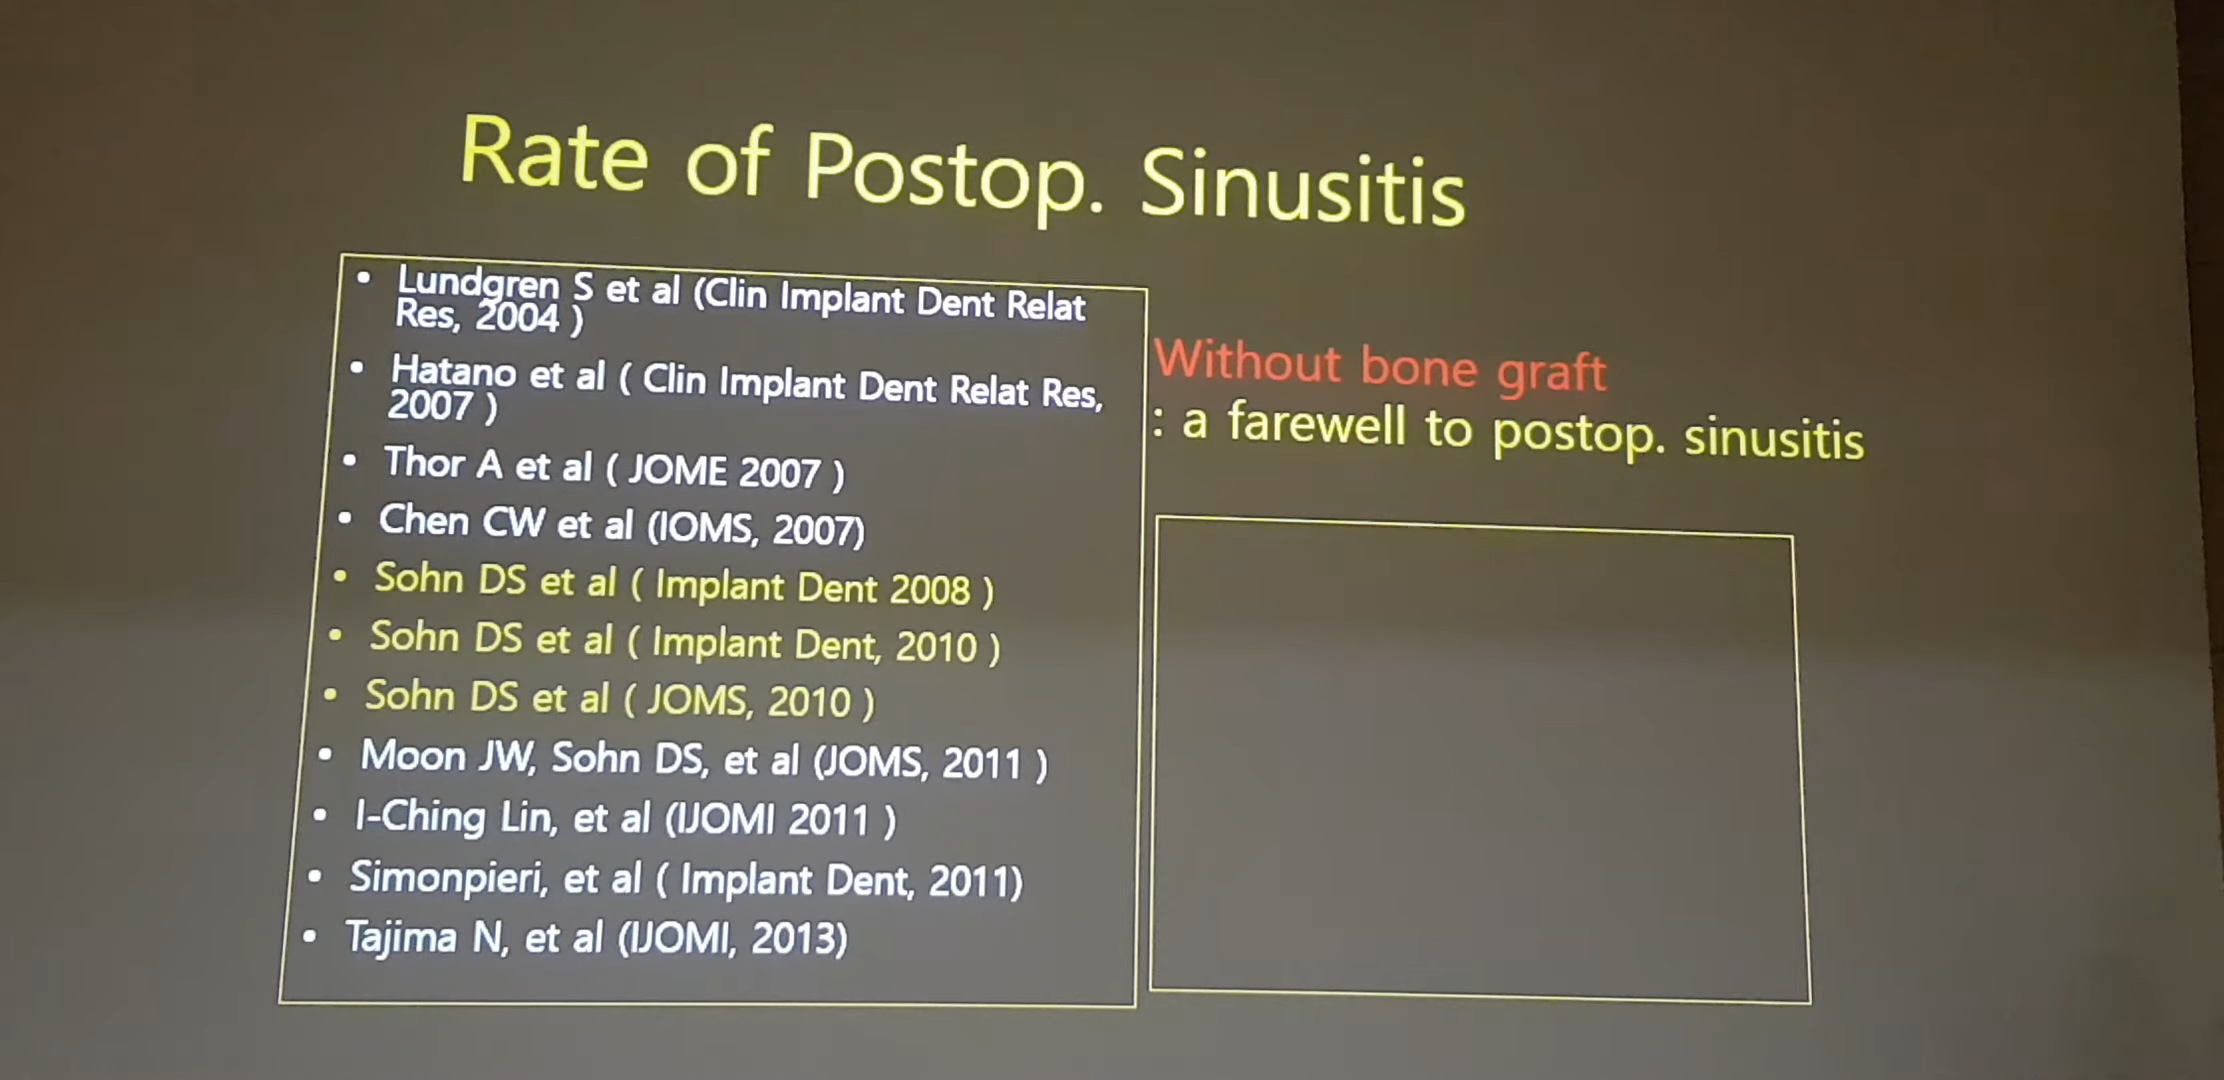 Rate of Postop. Sinusitis
• Lundgren S et al (Clin Implant Dent Relat
Res, 2004 )
• Hatano et al ( Clin Implant Dent Relat Res,
2007 )
• Thor A et al ( JOME 2007 )
• Chen CW et al (IOMS, 2007)
• Sohn DS et al ( Implant Dent 2008 )
• Sohn DS et al ( Implant Dent, 2010 )
• Sohn DS et al ( JOMS, 2010 )
• Moon JW, Sohn DS, et al (JOMS, 2011 )
• I-Ching Lin, et al (IJOMI 2011 )
• Simonpieri, et al ( Implant Dent, 2011)
• Tajima N, et al (IJOMI, 2013)
Without bone graft
: a farewell to postop. sinusitis